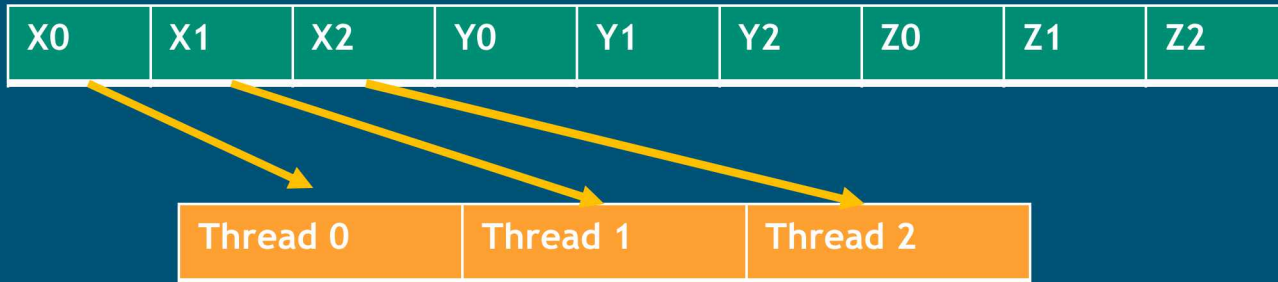 X0 X1 X2 Y0 Y1 Y2 Z0 Z1 Z2
Thread 0 Thread 1 Thread 2